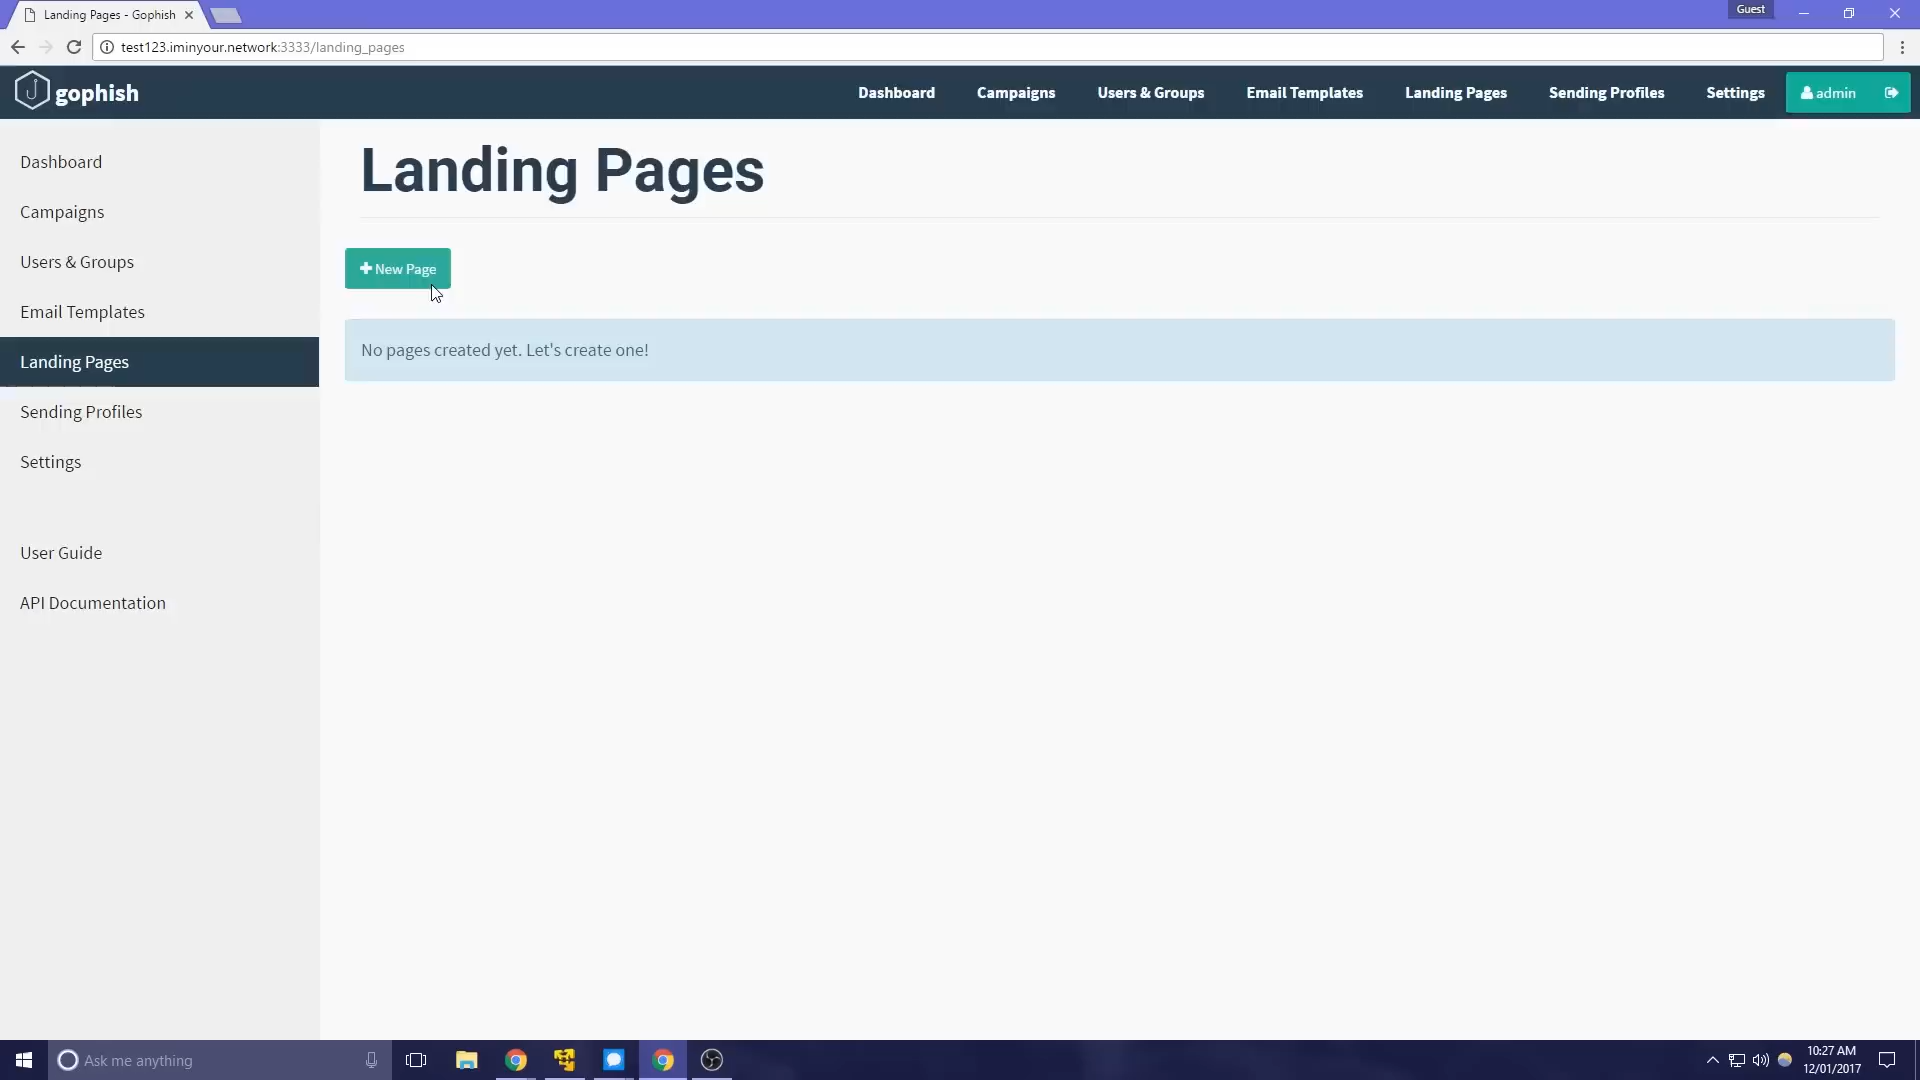 Landing Pages - Gophish
Guest
test123.iminyour.network:3333/landing_pages
gophish
Dashboard
Campaigns
Users & Groups
Email Templates
Landing Pages
Sending Profiles
Settings
admin
Dashboard
Campaigns
Users & Groups
Email Templates
Landing Pages
Sending Profiles
Settings
User Guide
API Documentation
Landing Pages
New Page
No pages created yet. Let's create one!
Ask me anything
10:27 AM
12/01/2017